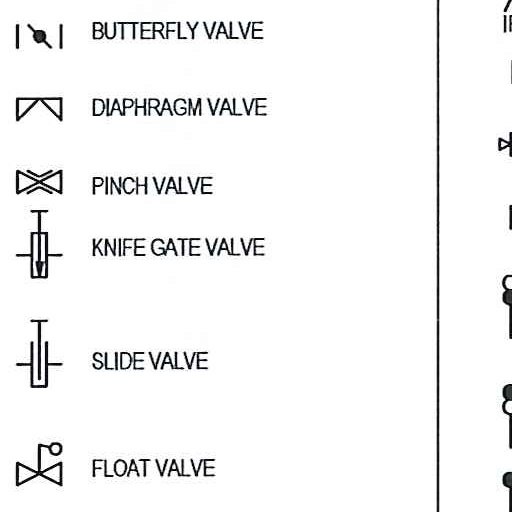 BUTTERFLY VALVE
DIAPHRAGM VALVE
PINCH VALVE
KNIFE GATE VALVE
SLIDE VALVE
FLOAT VALVE